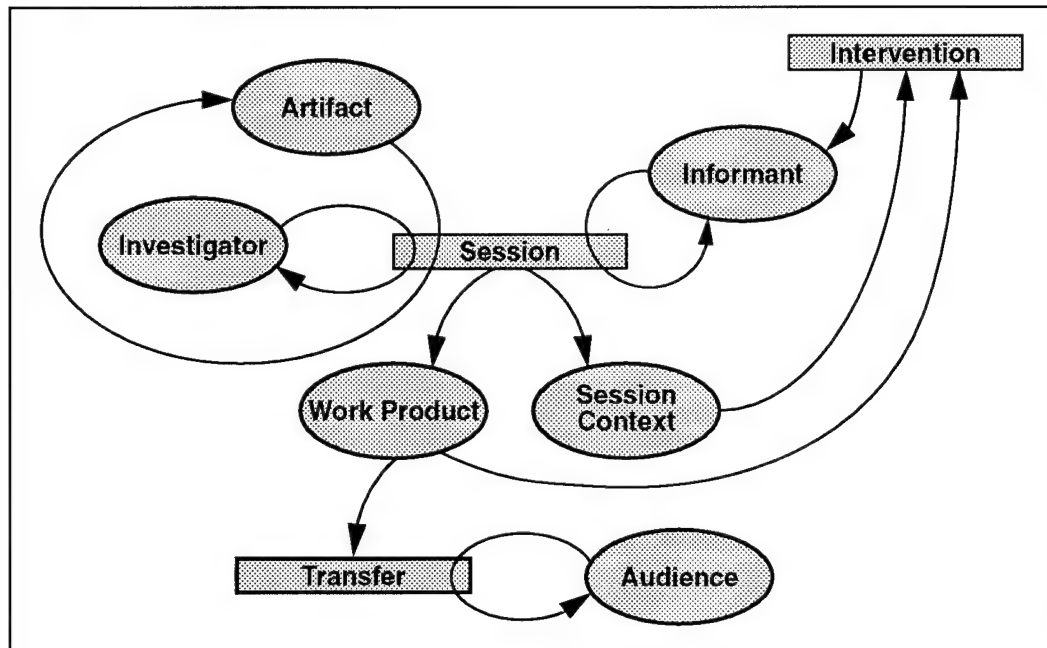 Intervention
Artifact
Informant
Investigator
Session
Work Product
Session
Context
Transfer
Audience